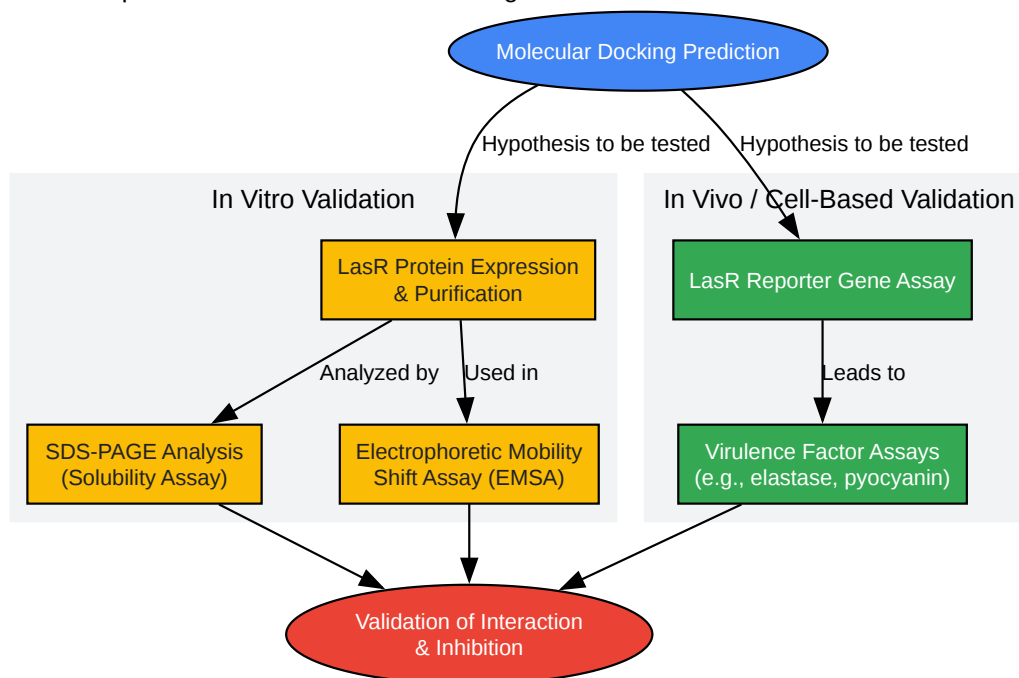 Molecular Docking Prediction
Hypothesis to be tested
Hypothesis to be tested
In Vitro Validation
In Vivo / Cell-Based Validation
LasR Protein Expression
& Purification
LasR Reporter Gene Assay
Analyzed by
Used in
Leads to
SDS-PAGE Analysis
(Solubility Assay)
Electrophoretic Mobility
Shift Assay (EMSA)
Virulence Factor Assays
(e.g., elastase, pyocyanin)
Validation of Interaction
& Inhibition